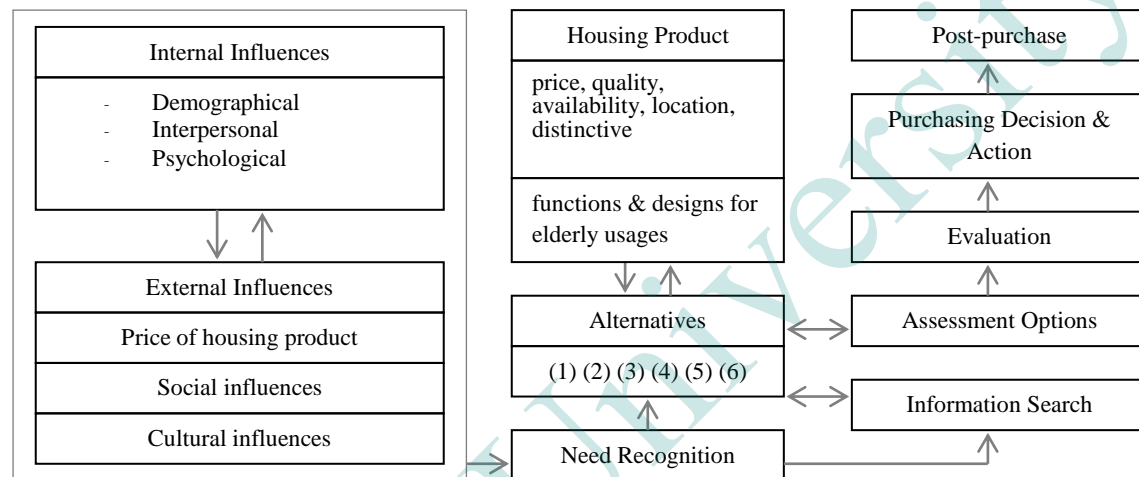 Internal Influences
- Demographical
- Interpersonal
- Psychological
External Influences
Price of housing product
Social influences
Cultural influences
Housing Product
price, quality,
availability, location,
distinctive
functions & designs for
elderly usages
Alternatives
(1) (2) (3) (4) (5) (6)
Need Recognition
Post-purchase
Purchasing Decision &
Action
Evaluation
Assessment Options
Information Search
University